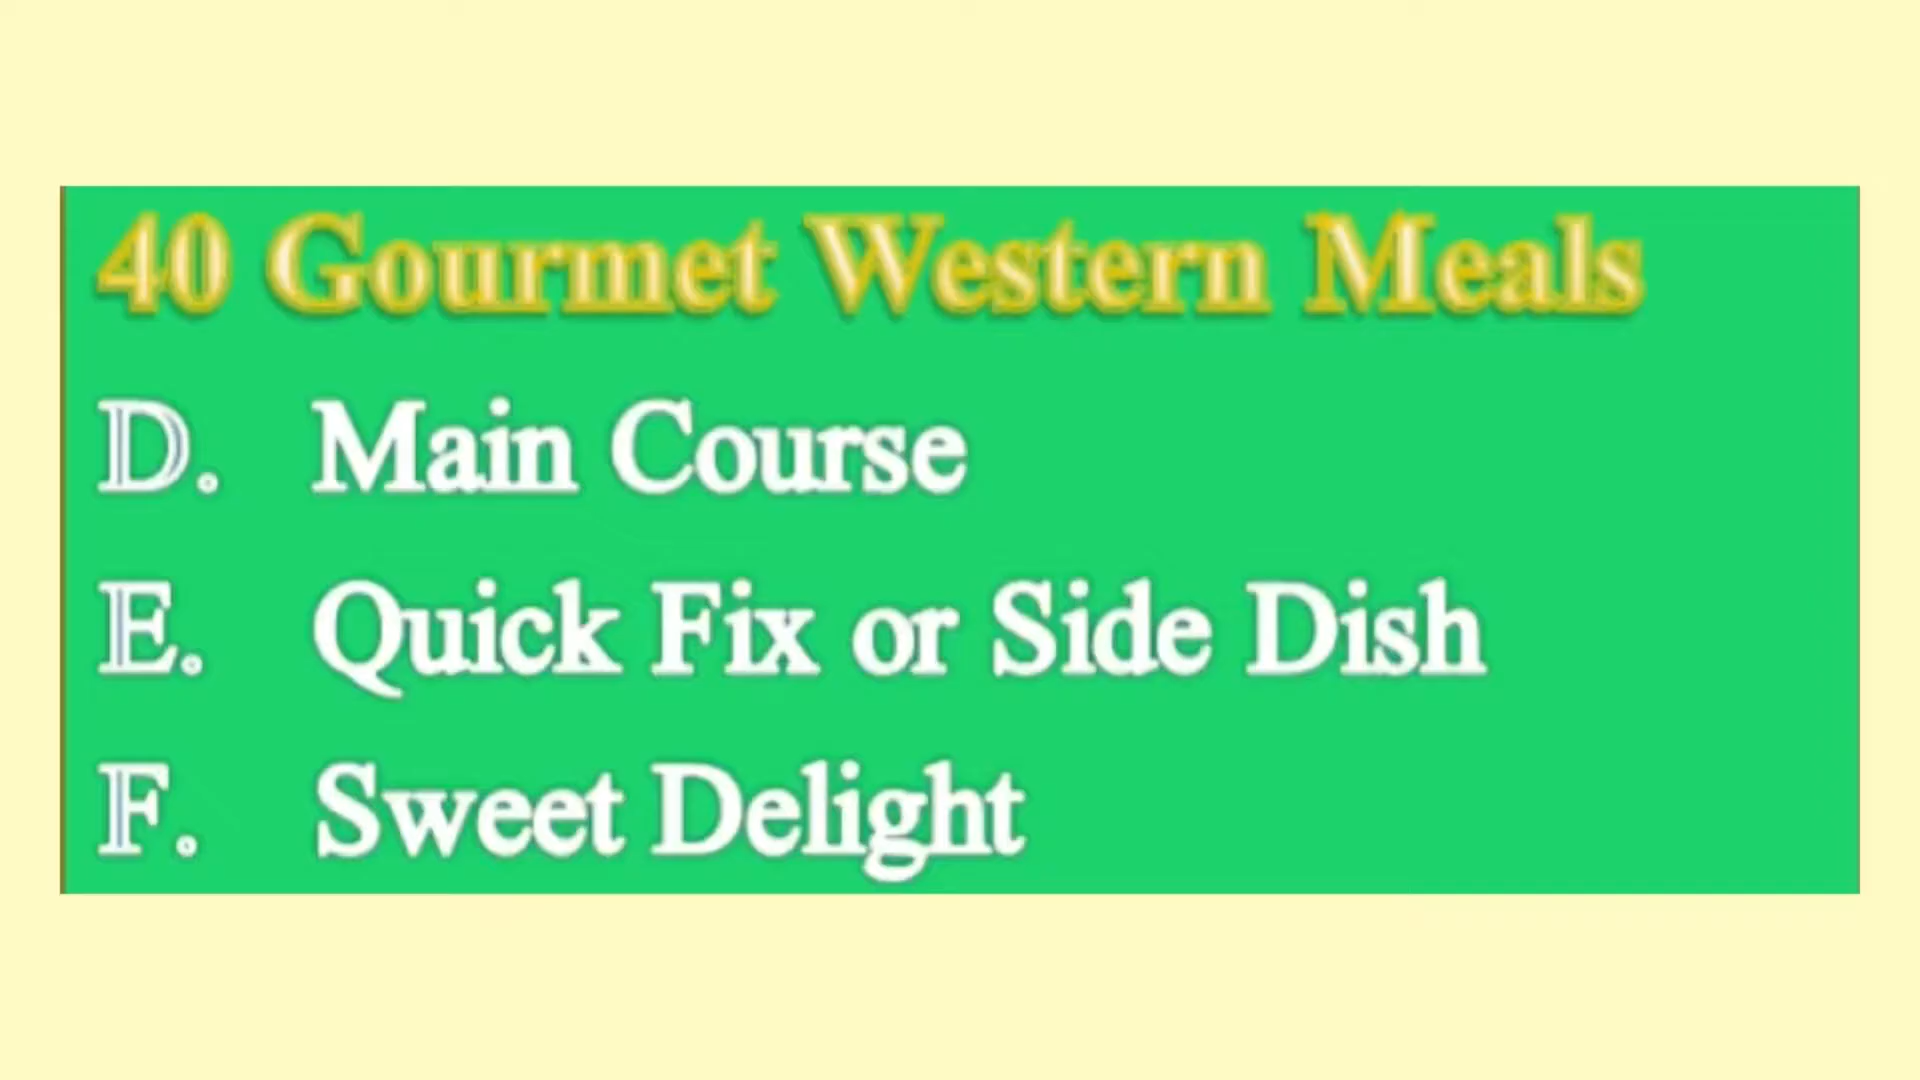 40 Gourmet Western Meals
D. Main Course
E. Quick Fix or Side Dish
F. Sweet Delight